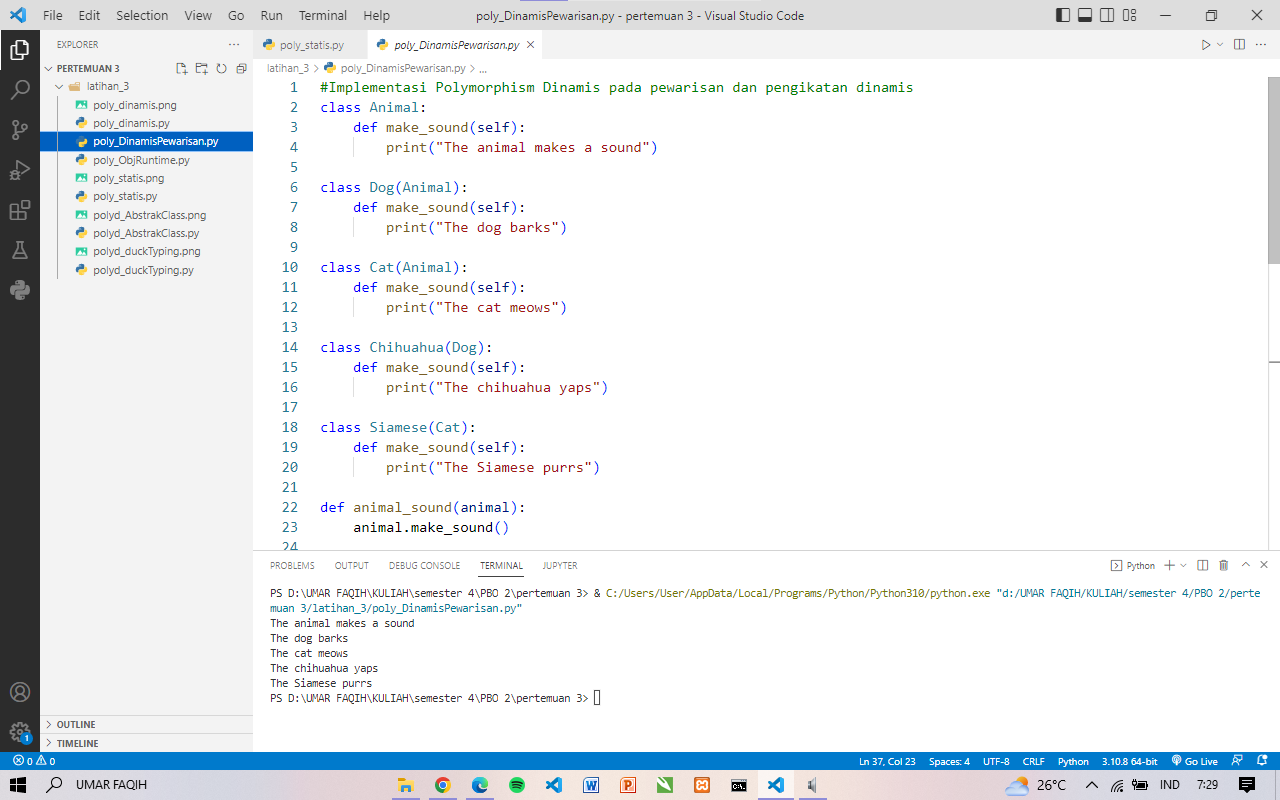 File Edit Selection View Go Run Terminal Help poly_DinamisPewarisan.py - pertemuan 3 - Visual Studio Code
EXPLORER
PERTEMUAN 3
latihan_3
poly_dinamis.png
poly_dinamis.py
poly_DinamisPewarisan.py
poly_ObjRuntime.py
poly_statis.png
poly_statis.py
polyd_AbstrakClass.png
polyd_AbstrakClass.py
polyd_duckTyping.png
polyd_duckTyping.py
OUTLINE
TIMELINE
poly_statis.py poly_DinamisPewarisan.py
latihan_3 > poly_DinamisPewarisan.py > ...
1 #Implementasi Polymorphism Dinamis pada pewarisan dan pengikatan dinamis
2 class Animal:
3     def make_sound(self):
4         print("The animal makes a sound")
5
6 class Dog(Animal):
7     def make_sound(self):
8         print("The dog barks")
9
10 class Cat(Animal):
11     def make_sound(self):
12         print("The cat meows")
13
14 class Chihuahua(Dog):
15     def make_sound(self):
16         print("The chihuahua yaps")
17
18 class Siamese(Cat):
19     def make_sound(self):
20         print("The Siamese purrs")
21
22 def animal_sound(animal):
23     animal.make_sound()
24
PROBLEMS OUTPUT DEBUG CONSOLE TERMINAL JUPYTER Python
PS D:\UMAR FAQIH\KULIAH\semester 4\PBO 2\pertemuan 3> & C:/Users/User/AppData/Local/Programs/Python/Python310/python.exe "d:/UMAR FAQIH/KULIAH/semester 4/PBO 2/perte
muan 3/latihan_3/poly_DinamisPewarisan.py"
The animal makes a sound
The dog barks
The cat meows
The chihuahua yaps
The Siamese purrs
PS D:\UMAR FAQIH\KULIAH\semester 4\PBO 2\pertemuan 3>
1
0 0 Ln 37, Col 23 Spaces: 4 UTF-8 CRLF Python 3.10.8 64-bit Go Live
UMAR FAQIH 26°C IND 7:29